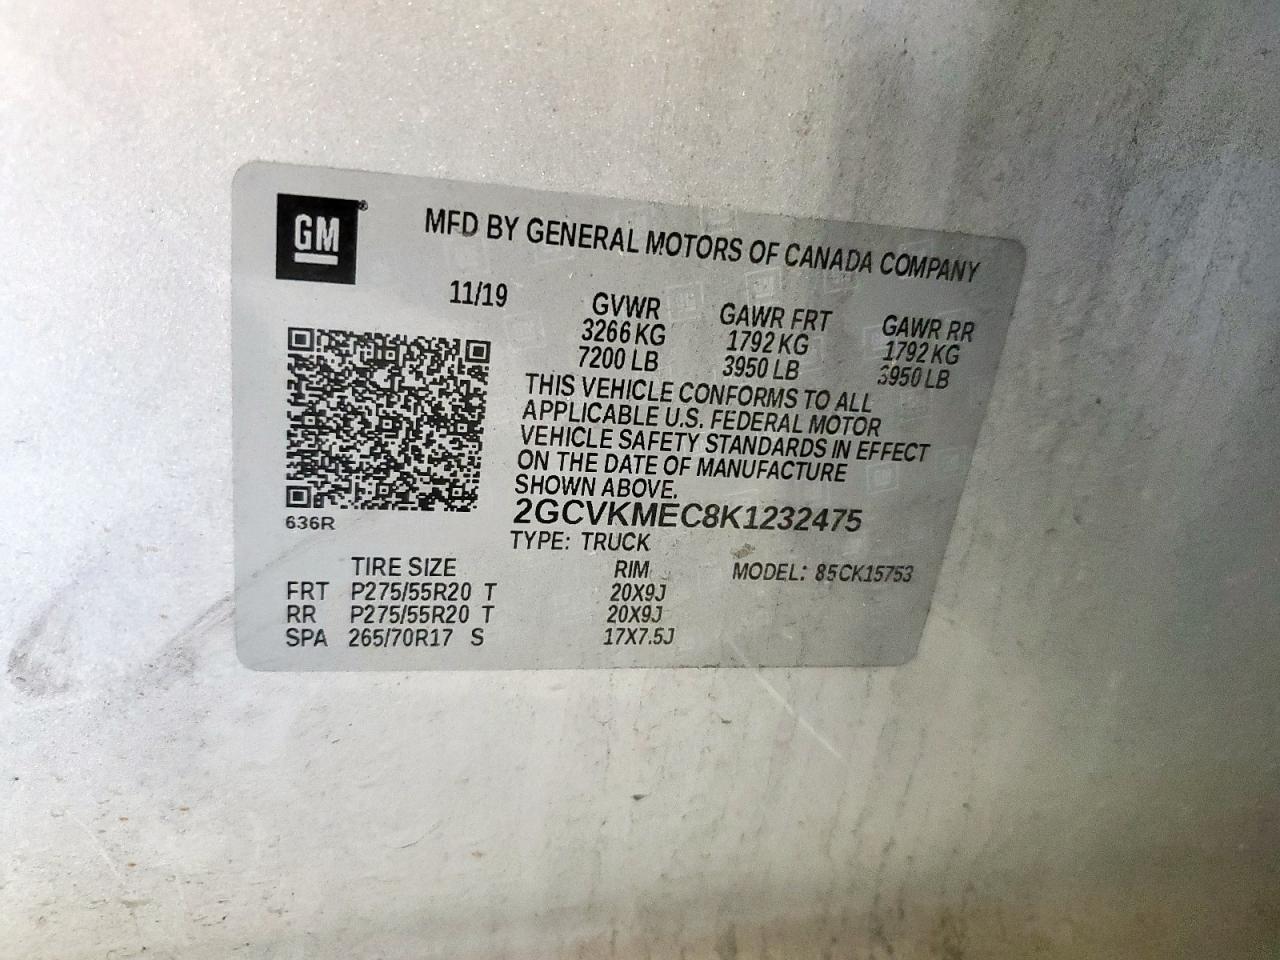 GM®
MFD BY GENERAL MOTORS OF CANADA COMPANY
11/19
GVWR GAWR FRT GAWR RR
3266 KG 1792 KG 1792 KG
7200 LB 3950 LB 3950 LB
THIS VEHICLE CONFORMS TO ALL
APPLICABLE U.S. FEDERAL MOTOR
VEHICLE SAFETY STANDARDS IN EFFECT
ON THE DATE OF MANUFACTURE
SHOWN ABOVE.
636R
2GCVKMEC8K1232475
TYPE: TRUCK
TIRE SIZE RIM MODEL: 85CK15753
FRT P275/55R20 T 20X9J
RR P275/55R20 T 20X9J
SPA 265/70R17 S 17X7.5J